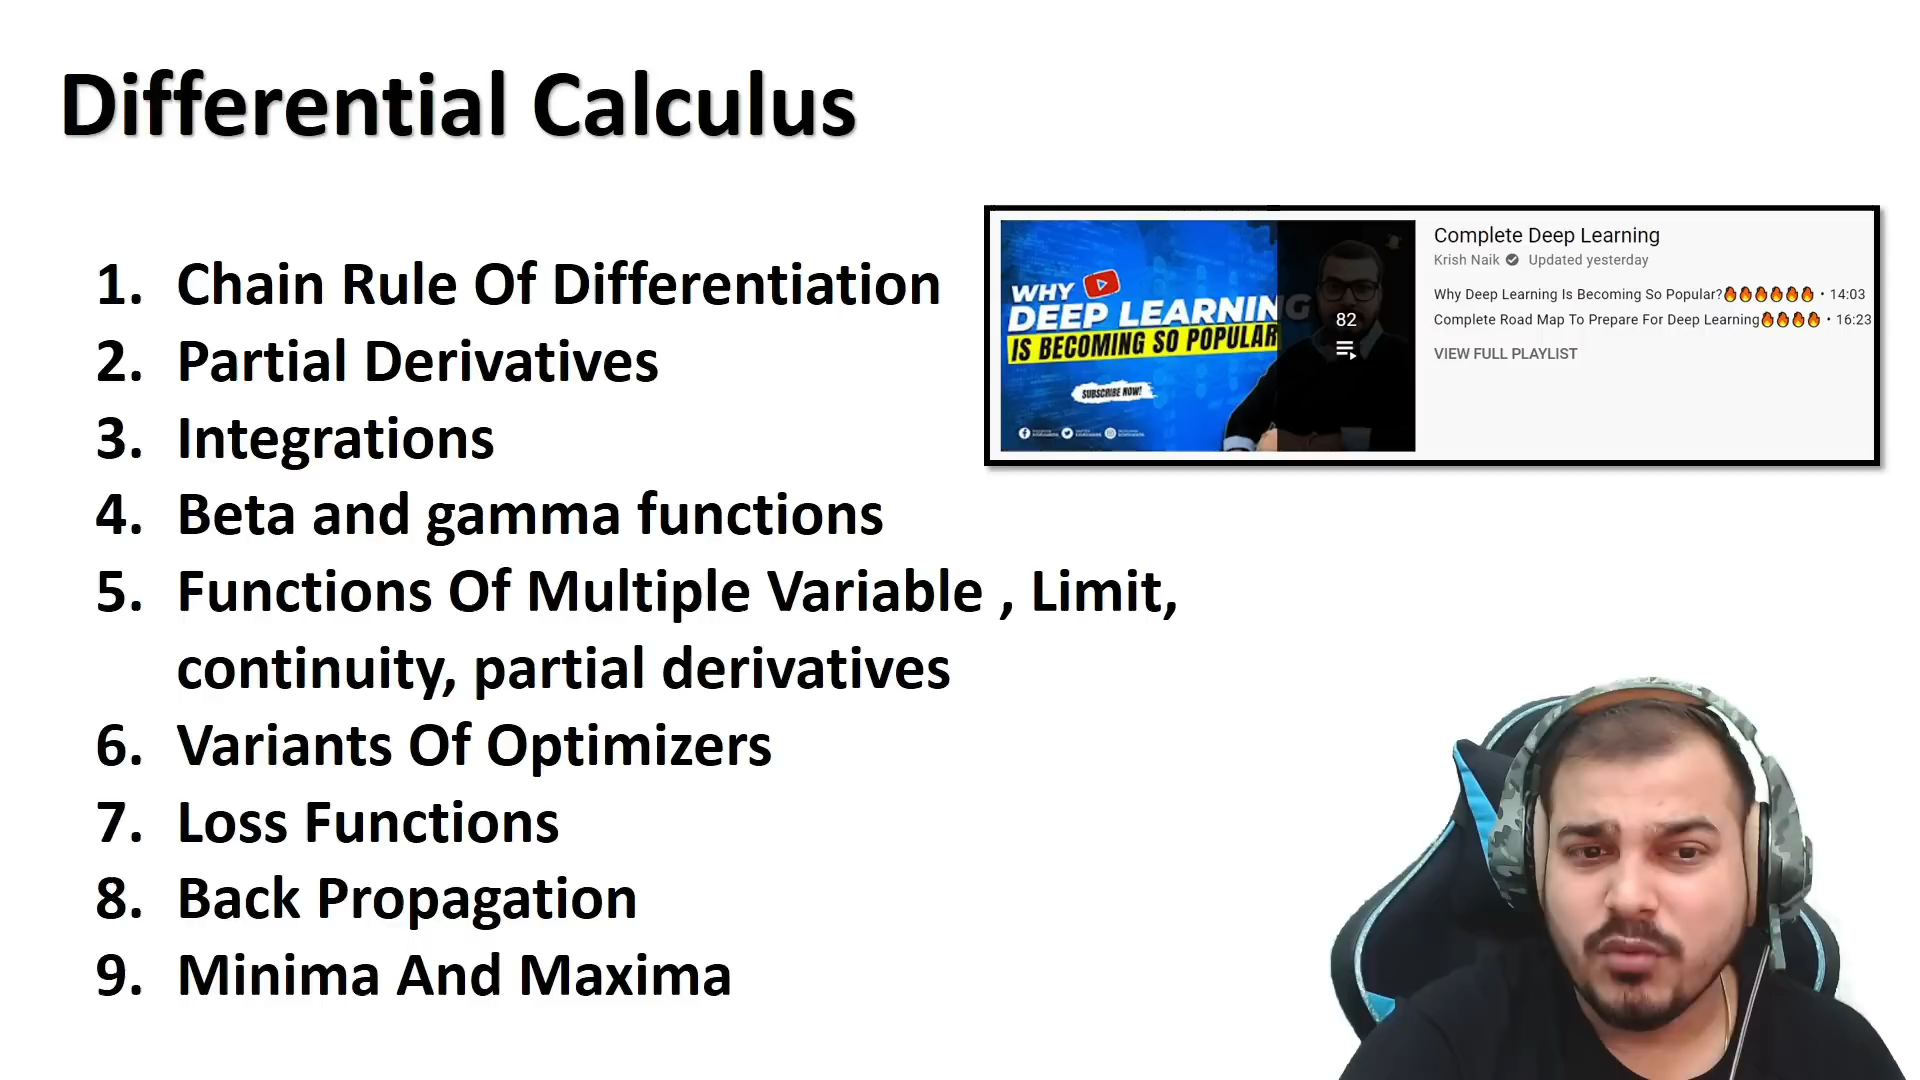 Differential Calculus
1. Chain Rule Of Differentiation
2. Partial Derivatives
3. Integrations
4. Beta and gamma functions
5. Functions Of Multiple Variable , Limit,
continuity, partial derivatives
6. Variants Of Optimizers
7. Loss Functions
8. Back Propagation
9. Minima And Maxima
WHY
DEEP LEARNING
IS BECOMING SO POPULAR
SUBSCRIBE NOW!
82
Complete Deep Learning
Krish Naik Updated yesterday
Why Deep Learning Is Becoming So Popular?🔥🔥🔥🔥🔥🔥 • 14:03
Complete Road Map To Prepare For Deep Learning🔥🔥🔥🔥 • 16:23
VIEW FULL PLAYLIST